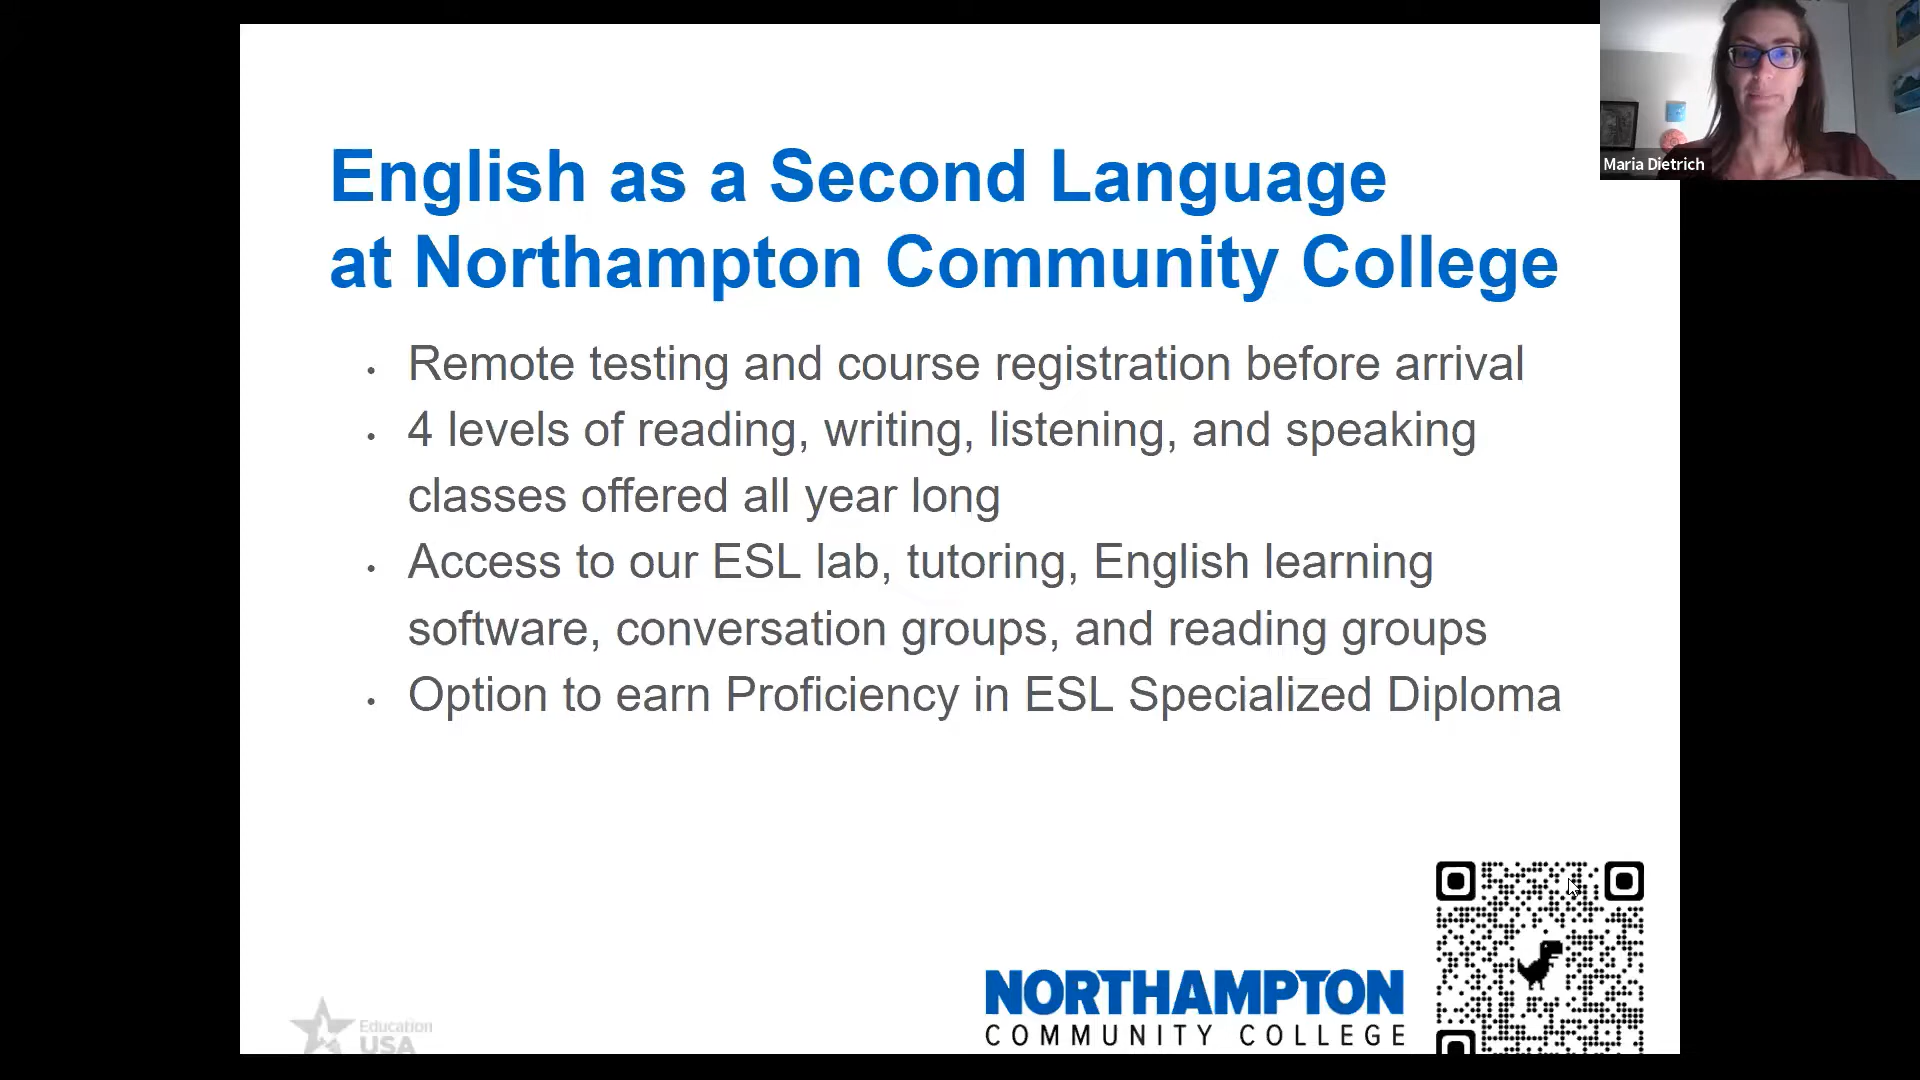 English as a Second Language
at Northampton Community College
• Remote testing and course registration before arrival
• 4 levels of reading, writing, listening, and speaking
classes offered all year long
• Access to our ESL lab, tutoring, English learning
software, conversation groups, and reading groups
• Option to earn Proficiency in ESL Specialized Diploma
Maria Dietrich
NORTHAMPTON
COMMUNITY COLLEGE
Education
USA